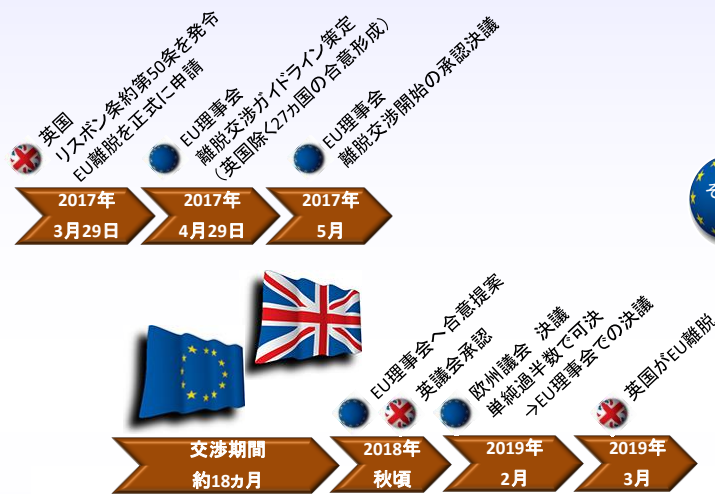 英国
リスボン条約第50条を発令
EU離脱を正式に申請
EU理事会
離脱交渉ガイドライン策定
（英国除く27ヵ国の合意形成）
EU理事会
離脱交渉開始の承認決議
2017年
3月29日
2017年
4月29日
2017年
5月
そ
EU理事会へ合意提案
英議会承認
欧州議会 決議
単純過半数で可決
→EU理事会での決議
英国がEU離脱
交渉期間
約18ヵ月
2018年
秋頃
2019年
2月
2019年
3月